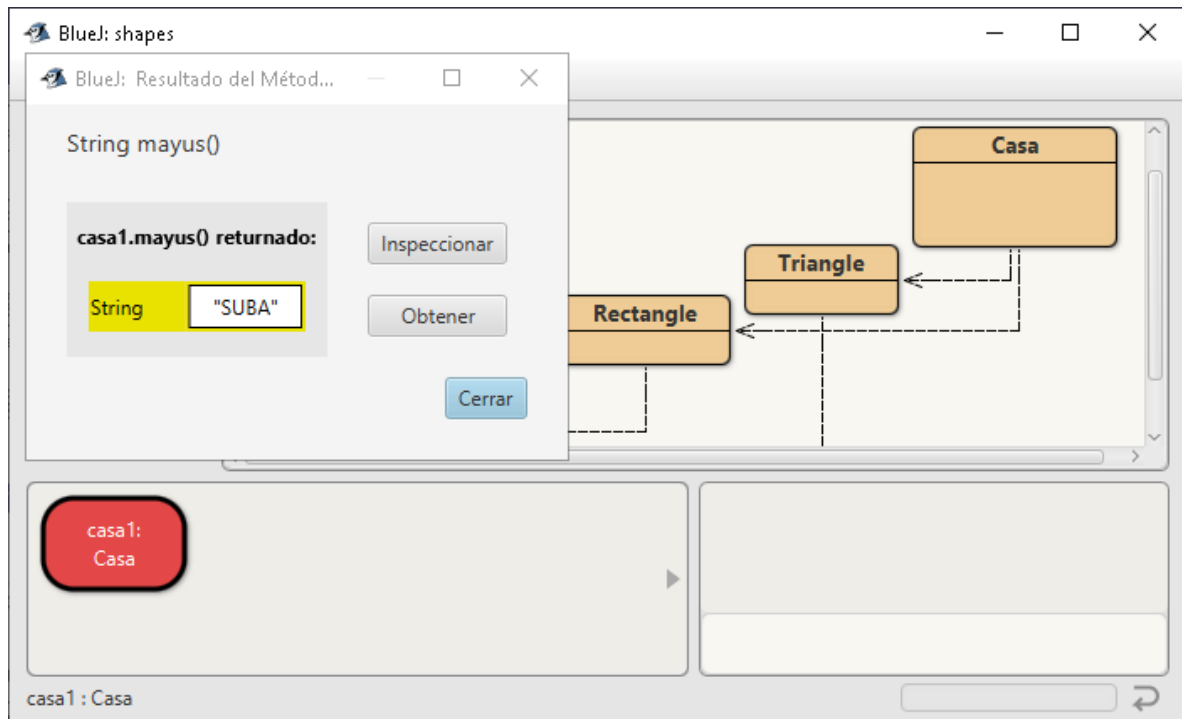 BlueJ: shapes
BlueJ: Resultado del Métod...
String mayus()
casa1.mayus() returnado:
String "SUBA"
Inspeccionar
Obtener
Cerrar
Casa
Triangle
Rectangle
casa1:
Casa
casa1 : Casa